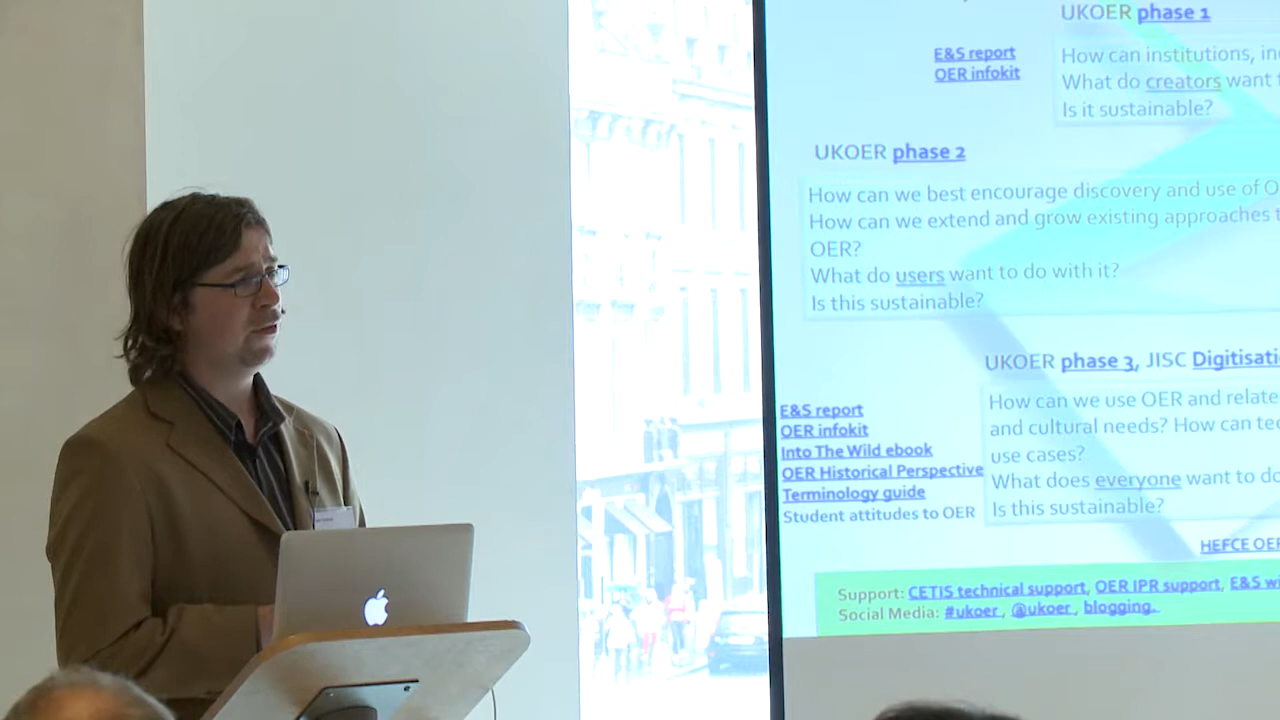 UKOER phase 1
E&S report
OER infokit
How can institutions, in
What do creators want
Is it sustainable?
UKOER phase 2
How can we best encourage discovery and use of O
How can we extend and grow existing approaches
OER?
What do users want to do with it?
Is this sustainable?
UKOER phase 3, JISC Digitisati
E&S report
OER infokit
Into The Wild ebook
OER Historical Perspective
Terminology guide
Student attitudes to OER
How can we use OER and relate
and cultural needs? How can te
use cases?
What does everyone want to do
Is this sustainable?
HEFCE OER
Support: CETIS technical support, OER IPR support, E&S w
Social Media: #ukoer, @ukoer, blogging.